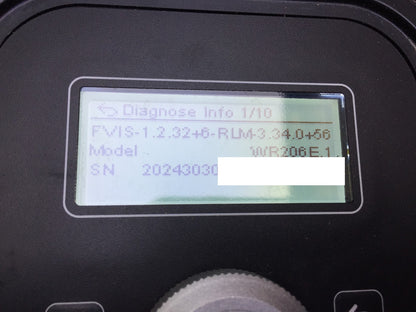 Diagnose Info 1/10
FVIS-1.2.32+6-RLM-3.34.0+56
Model WR206E.1
SN 20243030